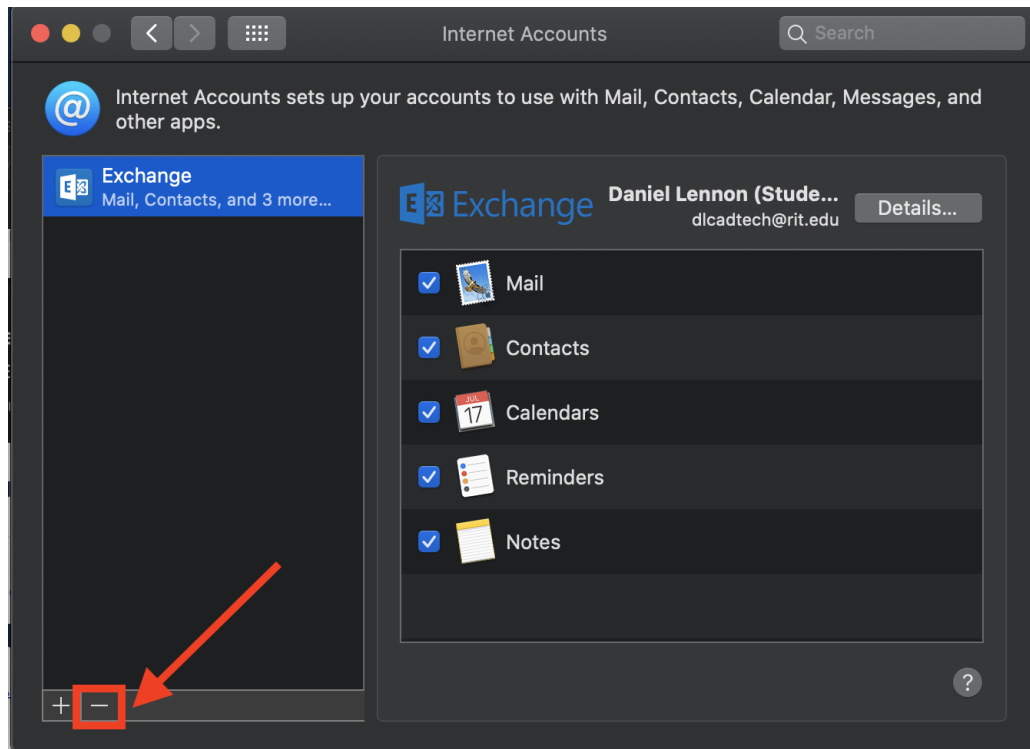 Internet Accounts
Search
Internet Accounts sets up your accounts to use with Mail, Contacts, Calendar, Messages, and
other apps.
Exchange
Mail, Contacts, and 3 more...
Exchange
Daniel Lennon (Stude...
dlcadtech@rit.edu
Details...
Mail
Contacts
JUL
17
Calendars
Reminders
Notes
?